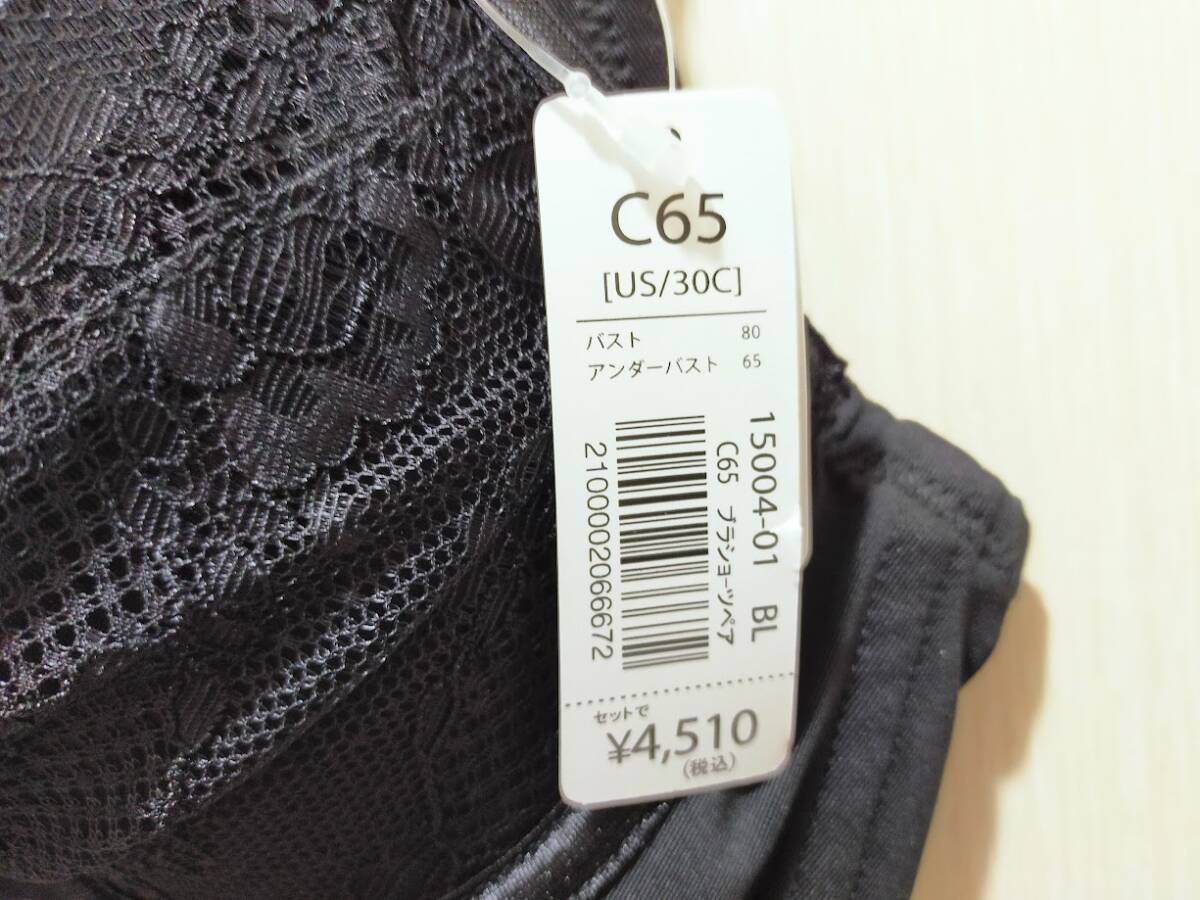 C65
[US/30C]
バスト 80
アンダーバスト 65
15004-01 BL
C65 ブラショーツペア
2100002066672
セットで
¥4,510
(税込)